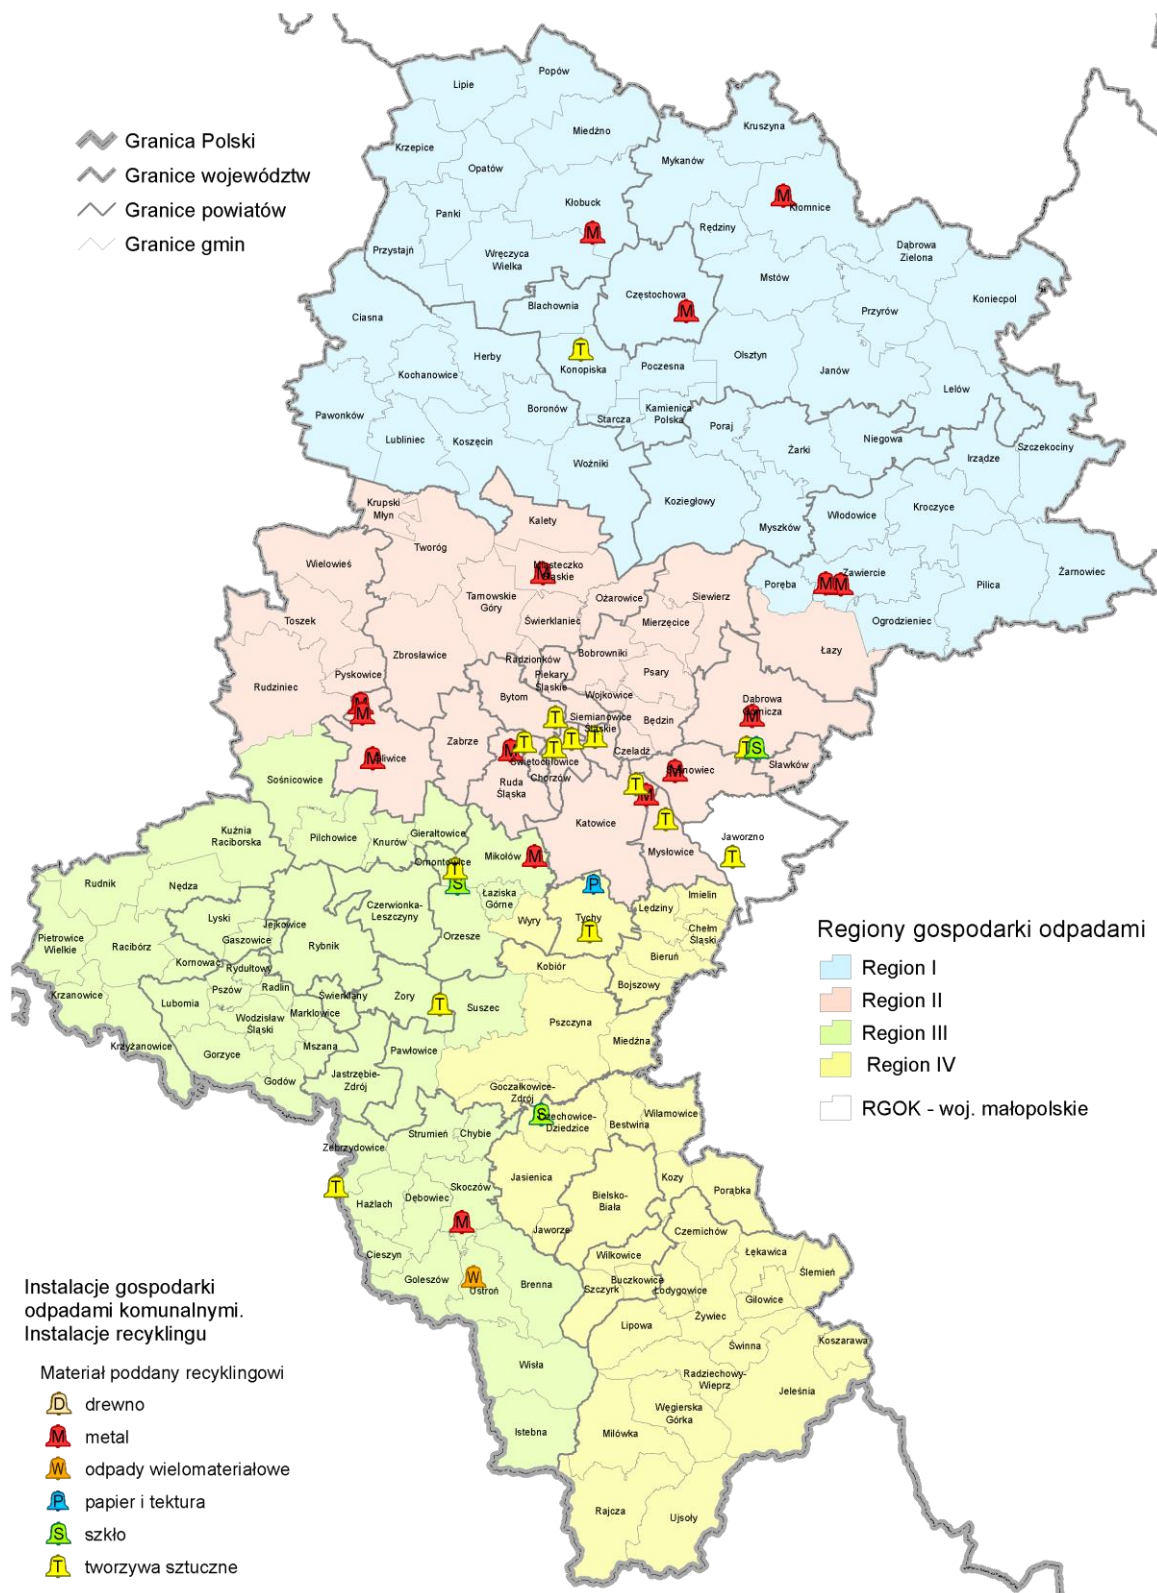 Granica Polski
Granice województw
Granice powiatów
Granice gmin
Lipie
Popów
Miedźno
Kruszyna
Krzepice
Opatów
Mykanów
Kłobuck
M
Kłomnice
Panki
M
Rędziny
Przystajń
Wręczyca
Wielka
Dąbrowa
Zielona
Mstów
Częstochowa
Koniecpol
Blachownia
M
Przyrów
Ciasna
T
Herby
Konopiska
Poczesna
Olsztyn
Janów
Kochanowice
Lelów
Pawonków
Boronów
Starcza
Kamienica
Polska
Poraj
Lubliniec
Koszęcin
Niegowa
Szczekociny
Żarki
Irządze
Woźniki
Koziegłowy
Krupski
Młyn
Kalety
Myszków
Włodowice
Kroczyce
Tworóg
Wielowieś
Miasteczko
Śląskie
M
Zawiercie
Poręba
M
M
Pilica
Żarnowiec
Tarnowskie
Góry
Ożarowice
Siewierz
Toszek
Świerklaniec
Mierzęcice
Ogrodzieniec
Łazy
Zbrosławice
Radzionków
Bobrowniki
Psary
Rudziniec
Pyskowice
Piekary
Śląskie
Bytom
Wojkowice
Dąbrowa
Górnicza
M
M
M
T
Siemianowice
Śląskie
Będzin
Zabrze
T
T
T
T
Czeladź
T
S
Gliwice
M
M
Świętochłowice
Sosnowiec
M
Sławków
Sośnicowice
Chorzów
Ruda
Śląska
T
M
Kuźnia
Raciborska
Pilchowice
Knurów
Gierałtowice
Katowice
T
Jaworzno
T
Ornontowice
T
S
Mikołów
M
Mysłowice
Rudnik
Nędza
P
Imielin
Czerwionka-
Leszczyny
Łaziska
Górne
Lędziny
Lyski
Jejkowice
Wyry
Tychy
T
Chełm
Śląski
Pietrowice
Wielkie
Racibórz
Gaszowice
Rybnik
Orzesze
Bieruń
Kornowac
Rydułtowy
Kobiór
Bojszowy
Krzanowice
Pszów
Radlin
Świerklany
Żory
T
Suszec
Lubomia
Wodzisław
Śląski
Marklowice
Pszczyna
Miedźna
Krzyżanowice
Gorzyce
Mszana
Pawłowice
Godów
Jastrzębie-
Zdrój
Goczałkowice-
Zdrój
S
Czechowice-
Dziedzice
Wilamowice
Bestwina
Strumień
Chybie
Zebrzydowice
T
Jasienica
Kozy
Porąbka
Skoczów
Dębowiec
Hażlach
Bielsko-
Biała
M
Jaworze
Czernichów
Cieszyn
Wilkowice
Łękawica
Ślemień
Goleszów
W
Ustroń
Brenna
Buczkowice
Szczyrk
Łodygowice
Gilowice
Żywiec
Lipowa
Koszarawa
Świnna
Wisła
Radziechowy-
Wieprz
Jeleśnia
Węgierska
Górka
Istebna
Milówka
Rajcza
Ujsoły
Regiony gospodarki odpadami
Region I
Region II
Region III
Region IV
RGOK - woj. małopolskie
Instalacje gospodarki
odpadami komunalnymi.
Instalacje recyklingu
Materiał poddany recyklingowi
D drewno
M metal
W odpady wielomateriałowe
P papier i tektura
S szkło
T tworzywa sztuczne